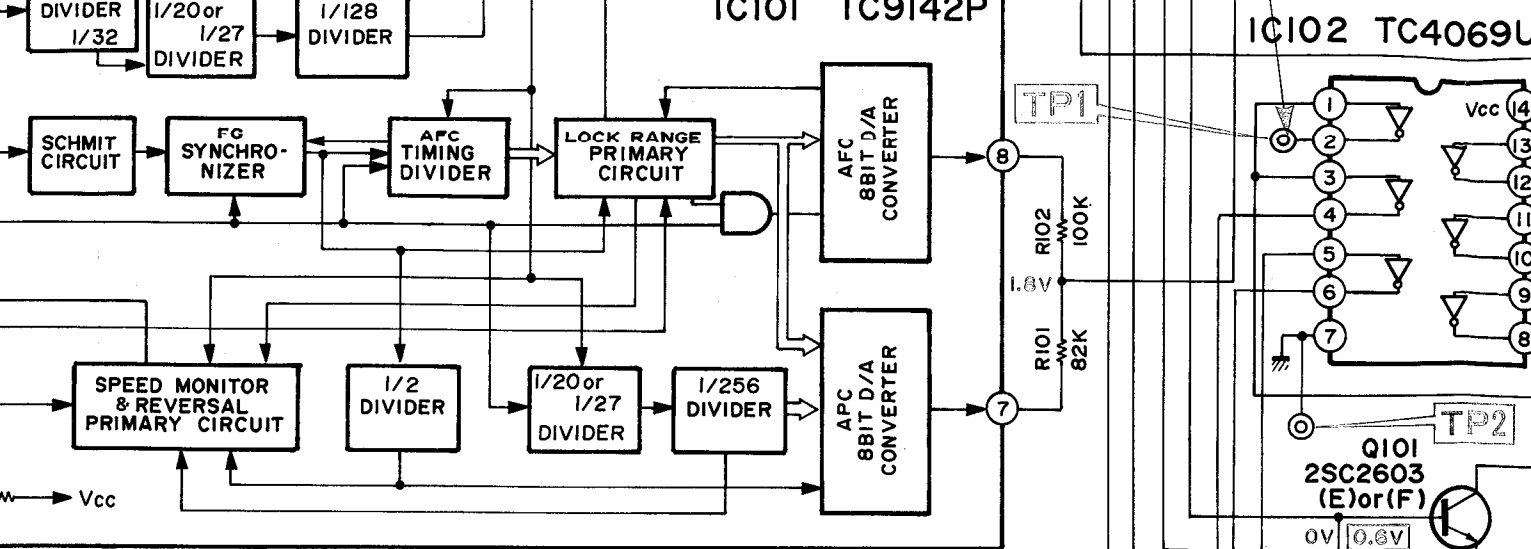 DIVIDER
1/32
1/20 or
1/27
DIVIDER
1/128
DIVIDER
IC101 TC9142P
IC102 TC4069U
SCHMIT
CIRCUIT
FG
SYNCHRO-
NIZER
AFC
TIMING
DIVIDER
LOCK RANGE
PRIMARY
CIRCUIT
AFC
8BIT D/A
CONVERTER
8
R102
100K
1.8V
R101
82K
TP1
1
2
3
4
5
6
7
Vcc
14
13
12
11
10
9
8
SPEED MONITOR
& REVERSAL
PRIMARY CIRCUIT
1/2
DIVIDER
1/20 or
1/27
DIVIDER
1/256
DIVIDER
APC
8BIT D/A
CONVERTER
7
TP2
Q101
2SC2603
(E)or(F)
0V
0.6V
Vcc